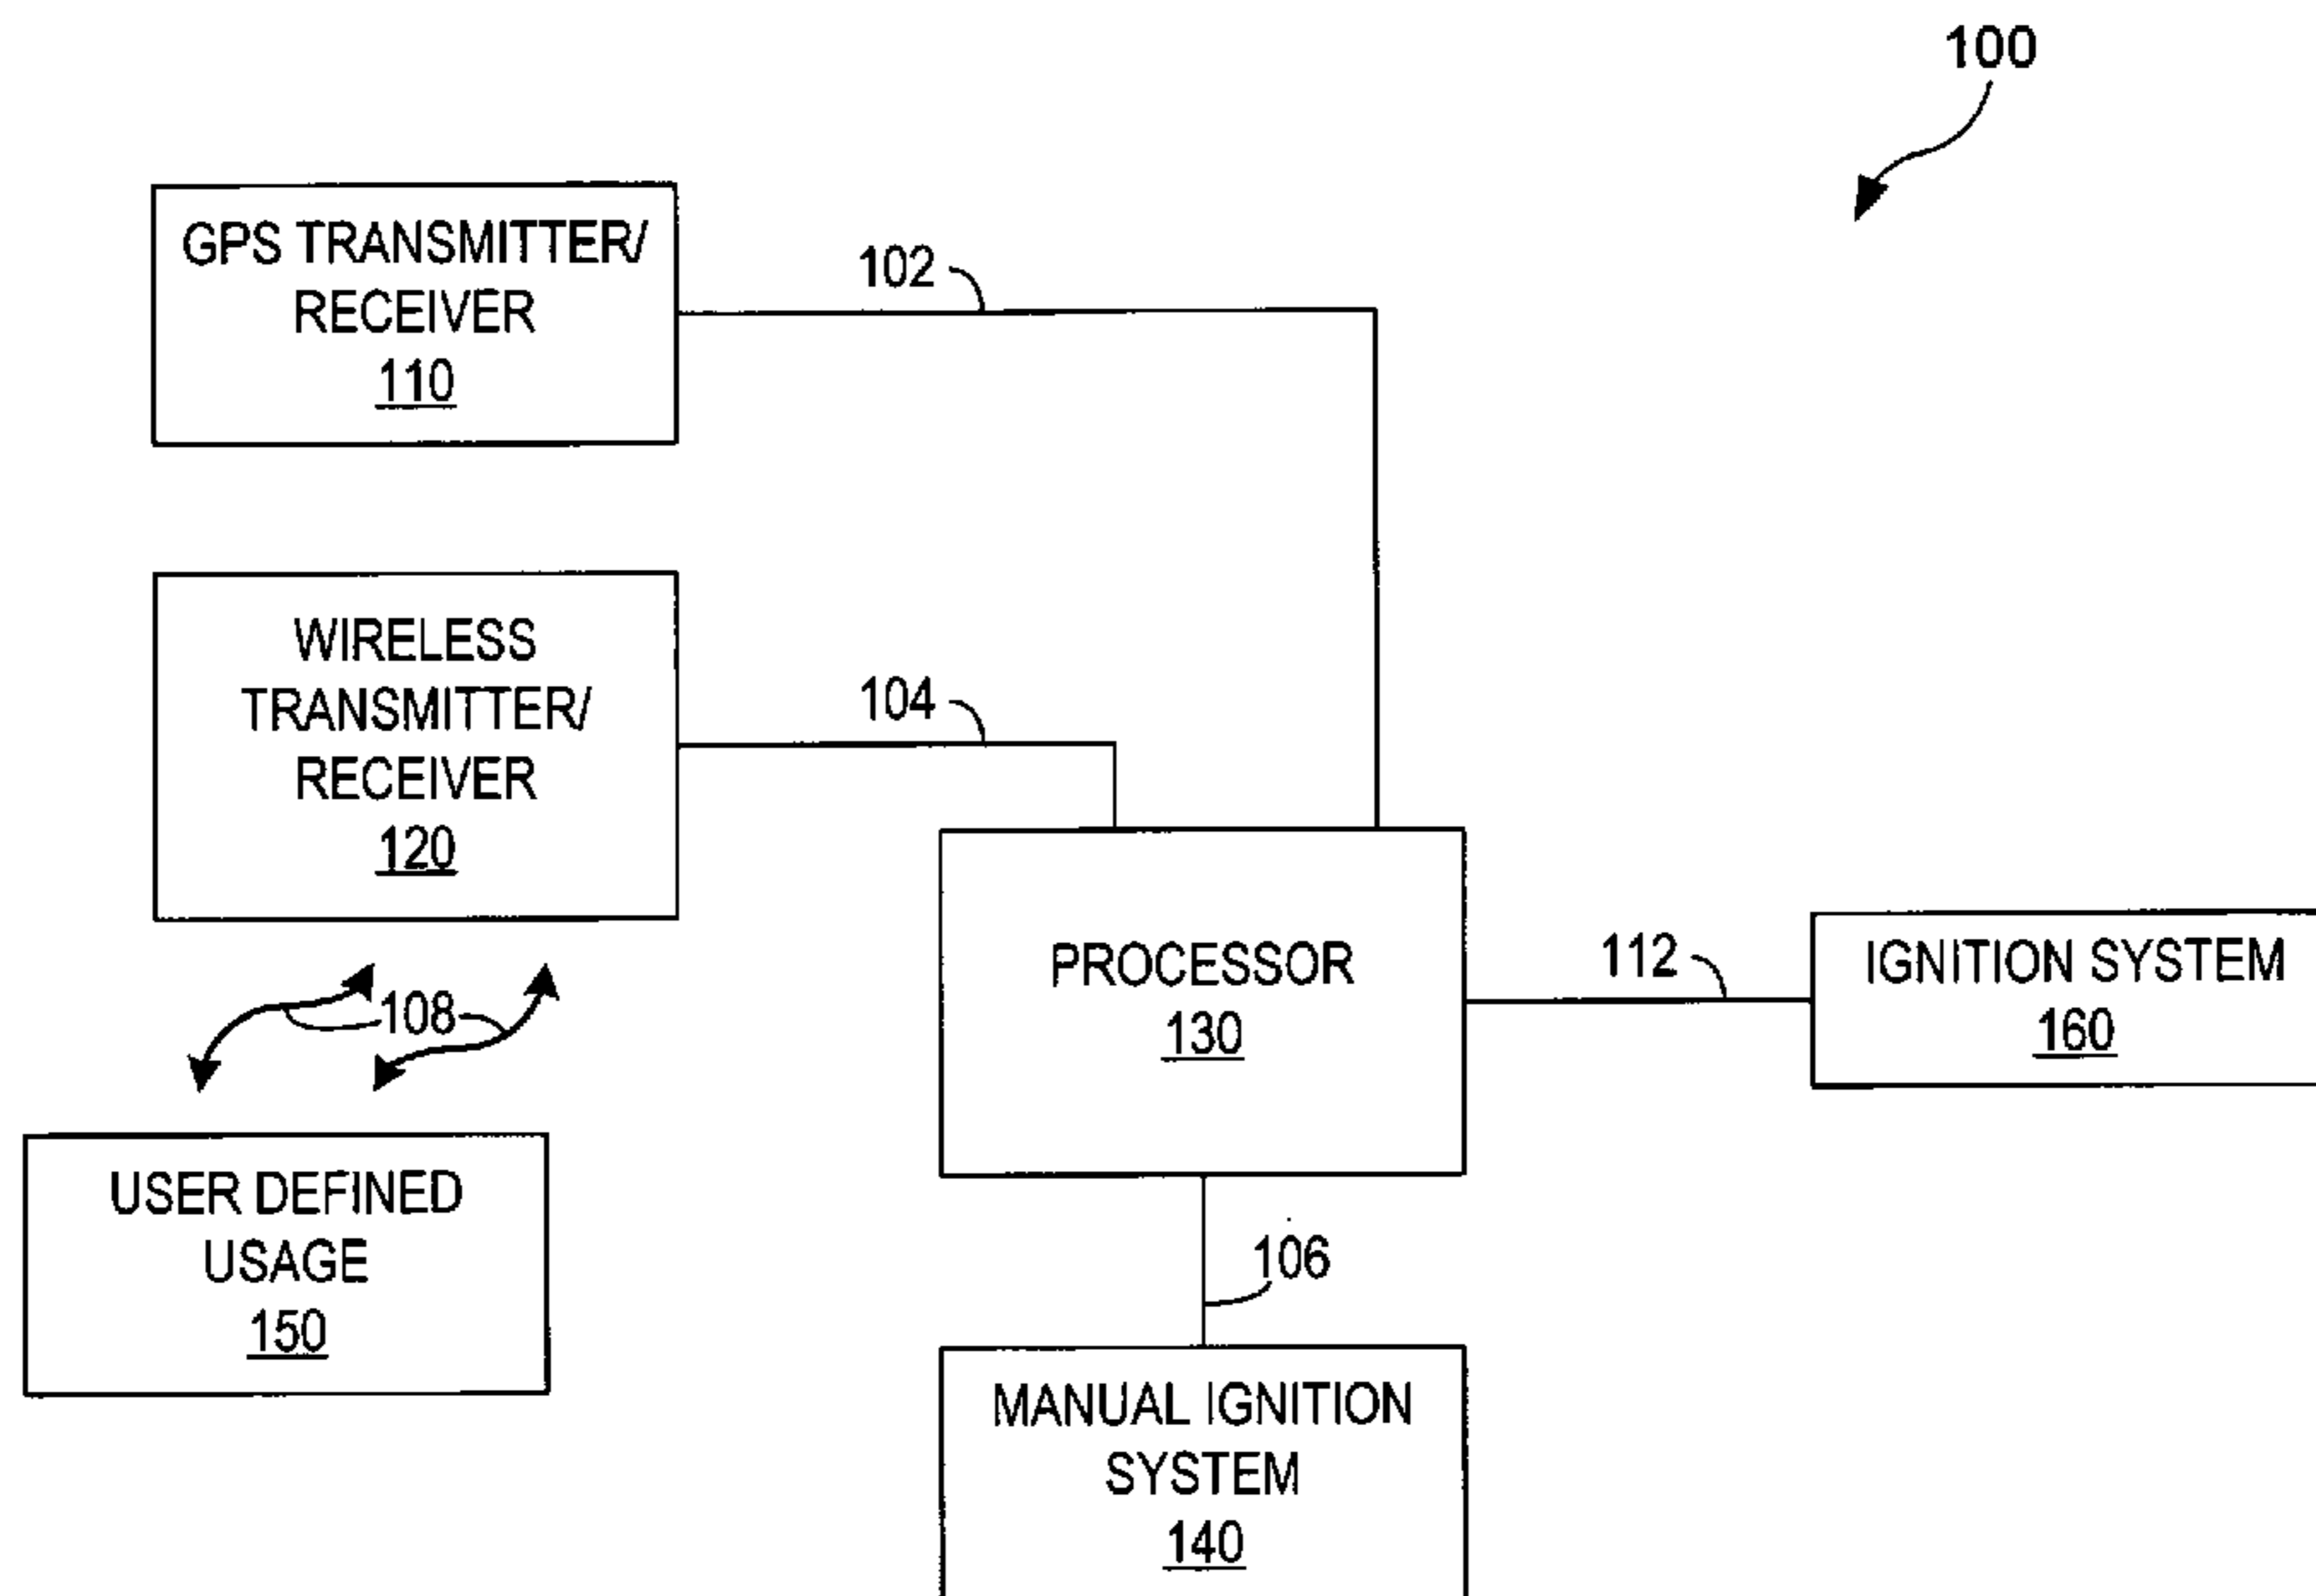 100
GPS TRANSMITTER/
RECEIVER
110
102
WIRELESS
TRANSMITTER/
RECEIVER
120
104
PROCESSOR
130
112
IGNITION SYSTEM
160
108
USER DEFINED
USAGE
150
106
MANUAL IGNITION
SYSTEM
140